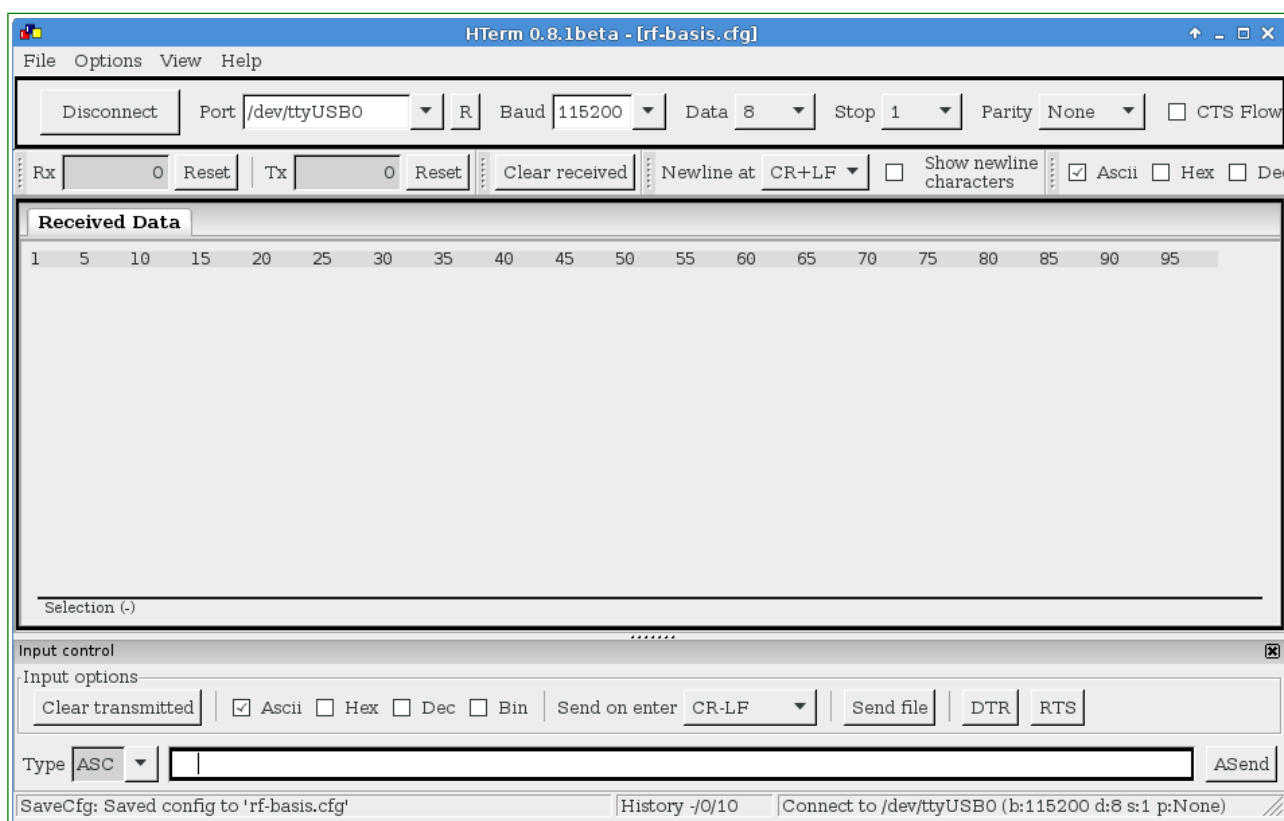 HTerm 0.8.1beta - [rf-basis.cfg]
File Options View Help
Disconnect Port /dev/ttyUSB0 R Baud 115200 Data 8 Stop 1 Parity None CTS Flow
Rx 0 Reset Tx 0 Reset Clear received Newline at CR+LF Show newline characters Ascii Hex Dec
Received Data
1 5 10 15 20 25 30 35 40 45 50 55 60 65 70 75 80 85 90 95
Selection (-)
Input control
Input options
Clear transmitted Ascii Hex Dec Bin Send on enter CR-LF Send file DTR RTS
Type ASC ASend
SaveCfg: Saved config to 'rf-basis.cfg' History -/0/10 Connect to /dev/ttyUSB0 (b:115200 d:8 s:1 p:None)